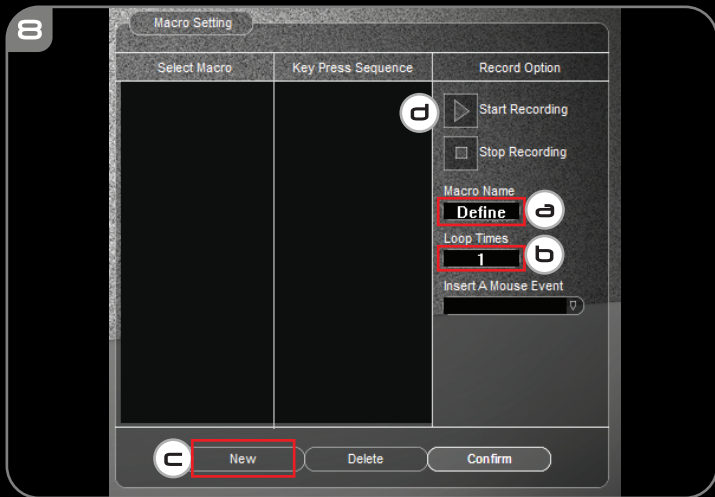 8
Macro Setting
Select Macro
Key Press Sequence
Record Option
d
Start Recording
Stop Recording
Macro Name
Define
a
Loop Times
1
b
Insert A Mouse Event
c
New
Delete
Confirm